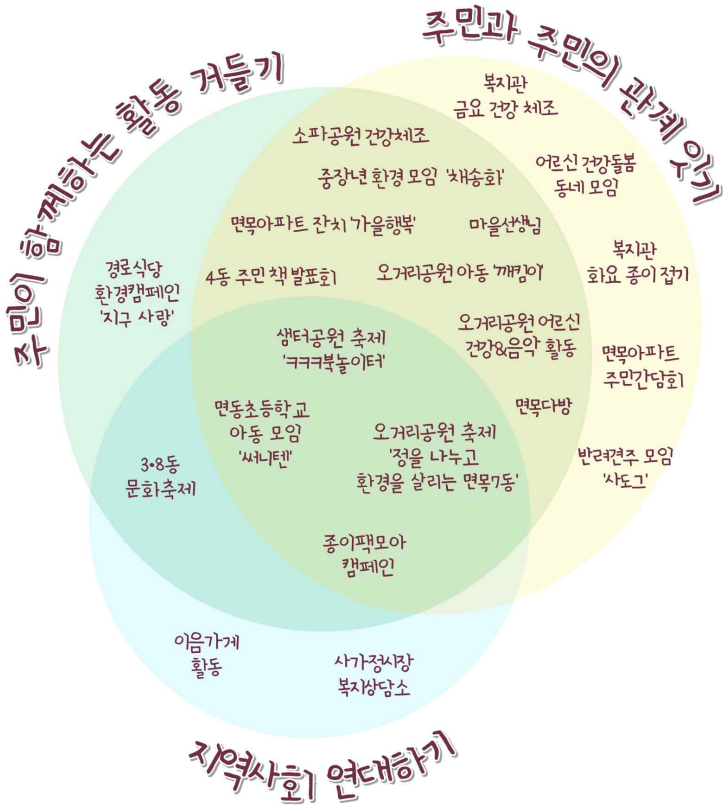 주민과 주민의 관계 잇기
주민이 함께하는 활동 거들기
복지관
금요 건강 체조
소파공원 건강체조
중장년 환경 모임 '채송화'
어르신 건강돌봄
동네 모임
면목아파트 잔치 '가을행복'
마을선생님
경로식당
환경캠페인
'지구 사랑'
4동 주민 책 발표회
오거리공원 아동 '깨킴이'
복지관
화요 종이 접기
샘터공원 축제
'ㅋㅋㅋ북놀이터'
오거리공원 어르신
건강&음악 활동
면목아파트
주민간담회
면동초등학교
아동 모임
'써니텐'
오거리공원 축제
'정을 나누고
환경을 살리는 면목7동'
면목다방
3•8동
문화축제
반려견주 모임
'사도그'
종이팩모아
캠페인
이음가게
활동
사가정시장
복지상담소
지역사회 연대하기